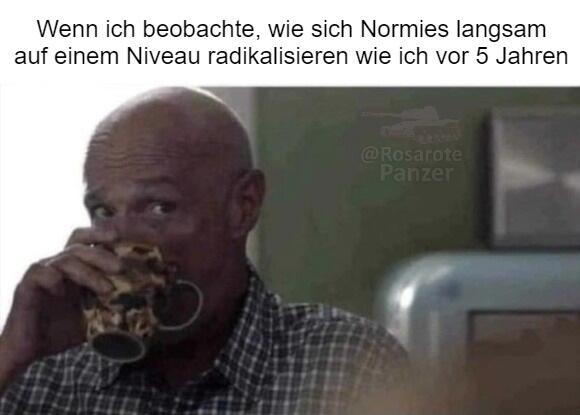 Wenn ich beobachte, wie sich Normies langsam
auf einem Niveau radikalisieren wie ich vor 5 Jahren
@Rosarote
Panzer